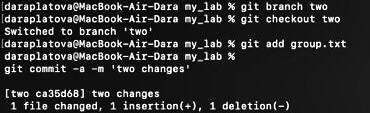 [daraplatova@MacBook-Air-Dara my_lab % git branch two
[daraplatova@MacBook-Air-Dara my_lab % git checkout two
Switched to branch 'two'
[daraplatova@MacBook-Air-Dara my_lab % git add group.txt
daraplatova@MacBook-Air-Dara my_lab %
git commit -a -m 'two changes'
[two ca35d68] two changes
1 file changed, 1 insertion(+), 1 deletion(-)